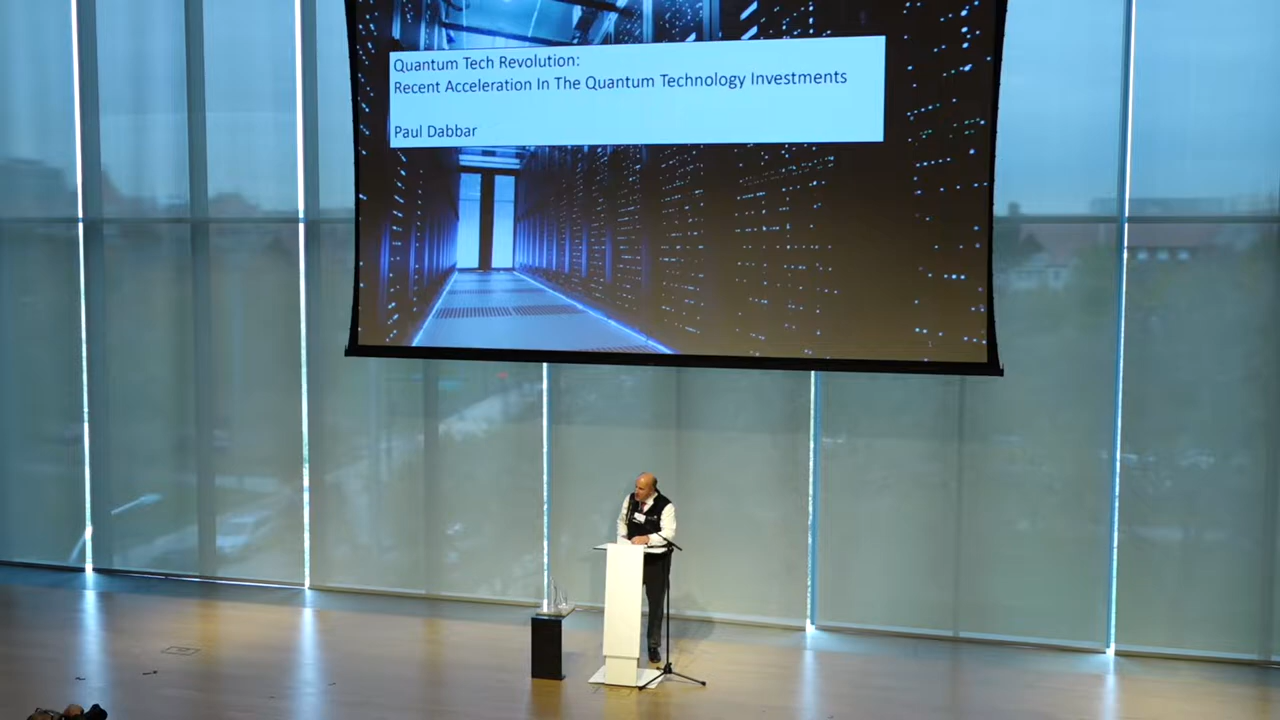 Quantum Tech Revolution:
Recent Acceleration In The Quantum Technology Investments
Paul Dabbar